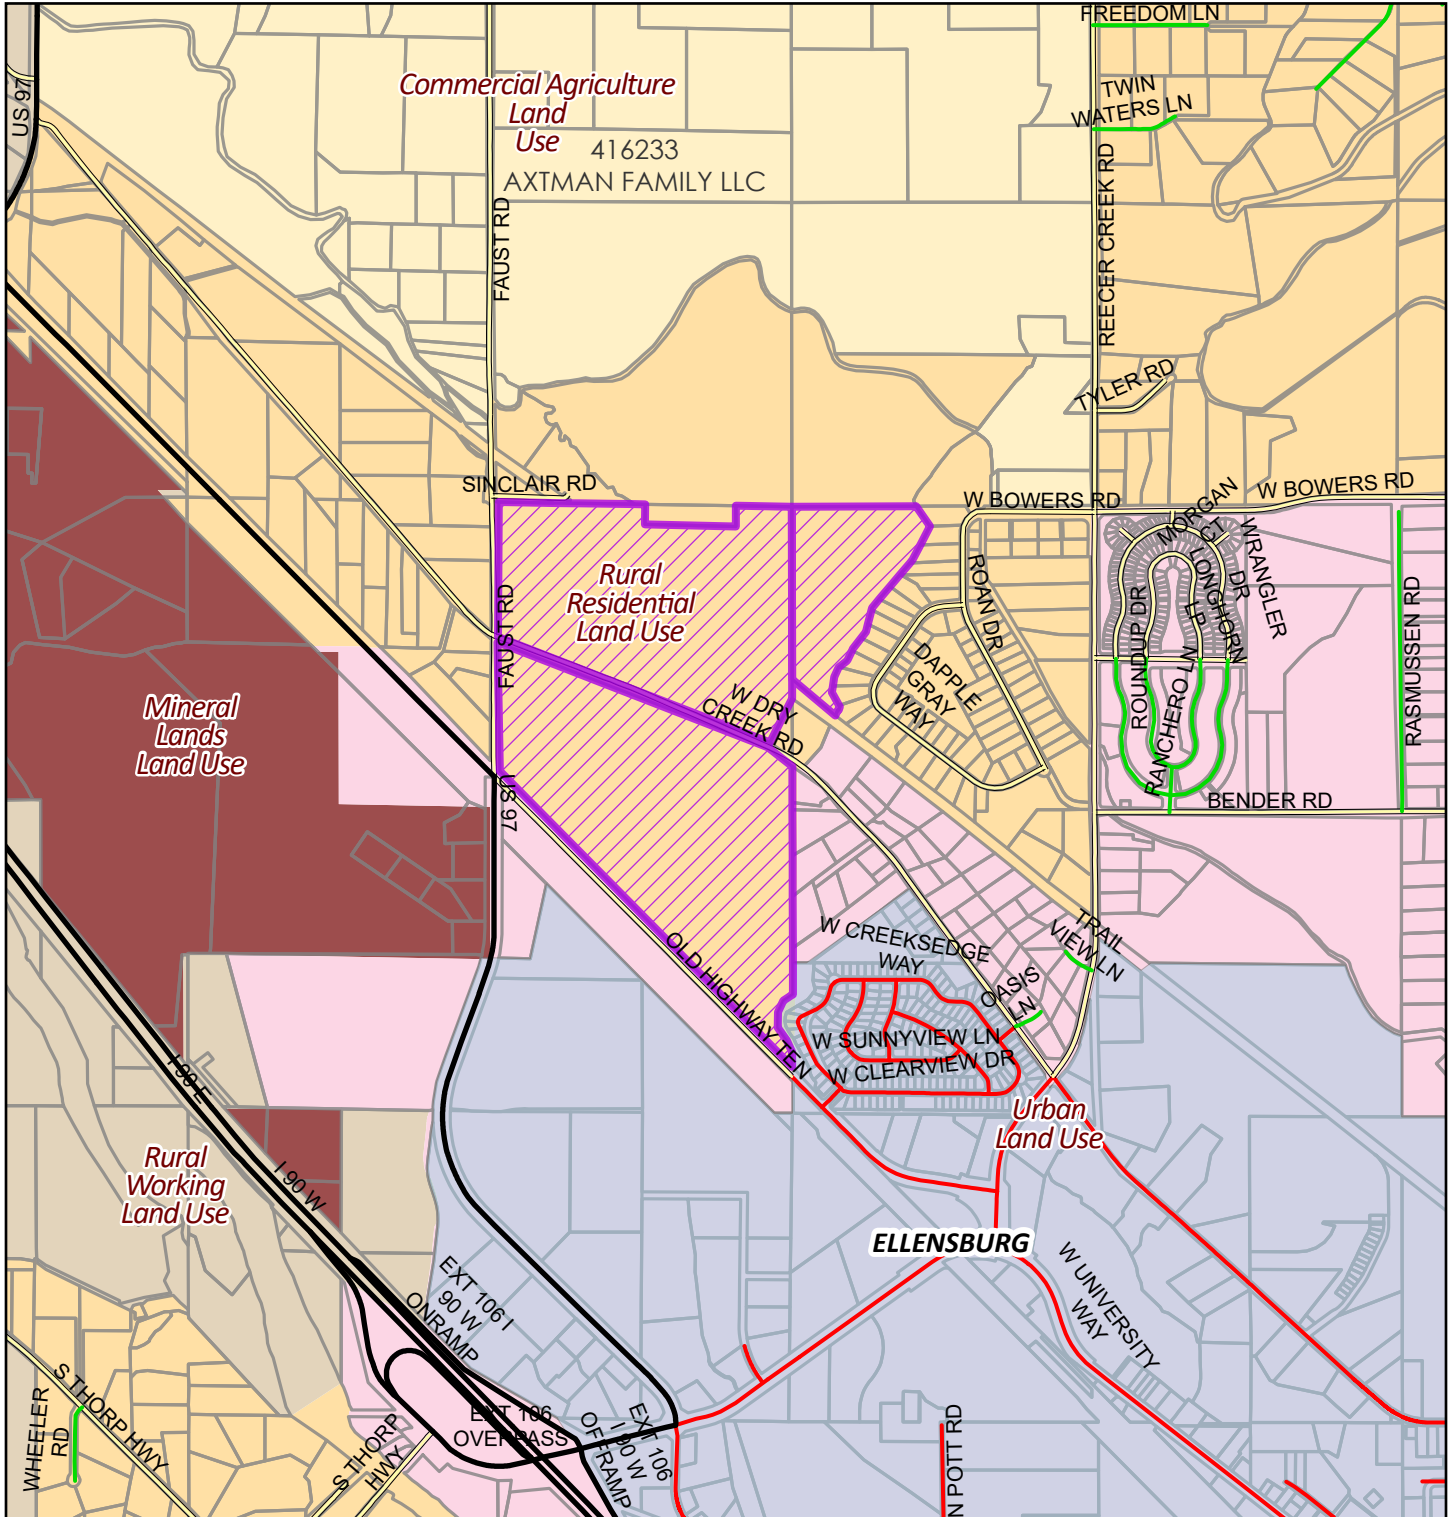 FREEDOM LN
US 97
Commercial Agriculture
Land
Use
TWIN
WATERS LN
416233
AXTMAN FAMILY LLC
FAUST RD
REECER CREEK RD
TYLER RD
SINCLAIR RD
W BOWERS RD
W BOWERS RD
MORGAN
CT
WRANGLER
DR
LONGHORN
LP
ROAN DR
Rural
Residential
Land Use
FAUST RD
ROUNDUP DR
RANCHERO LN
RASMUSSEN RD
DAPPLE
GRAY
WAY
W DRY
CREEK RD
Mineral
Lands
Land Use
US 97
BENDER RD
W CREEKSEDGE
WAY
TRAIL
VIEW LN
OLD HIGHWAY TEN
OASIS
LN
W SUNNYVIEW LN
W CLEARVIEW DR
I 90 E
Urban
Land Use
Rural
Working
Land Use
I 90 W
ELLENSBURG
W UNIVERSITY
WAY
EXT 106 I
90 W
ONRAMP
S THORP HWY
WHEELER
RD
S THORP
HWY
EXT 106
OVERPASS
EXT 106
I 90 W
OFFRAMP
N POTT RD